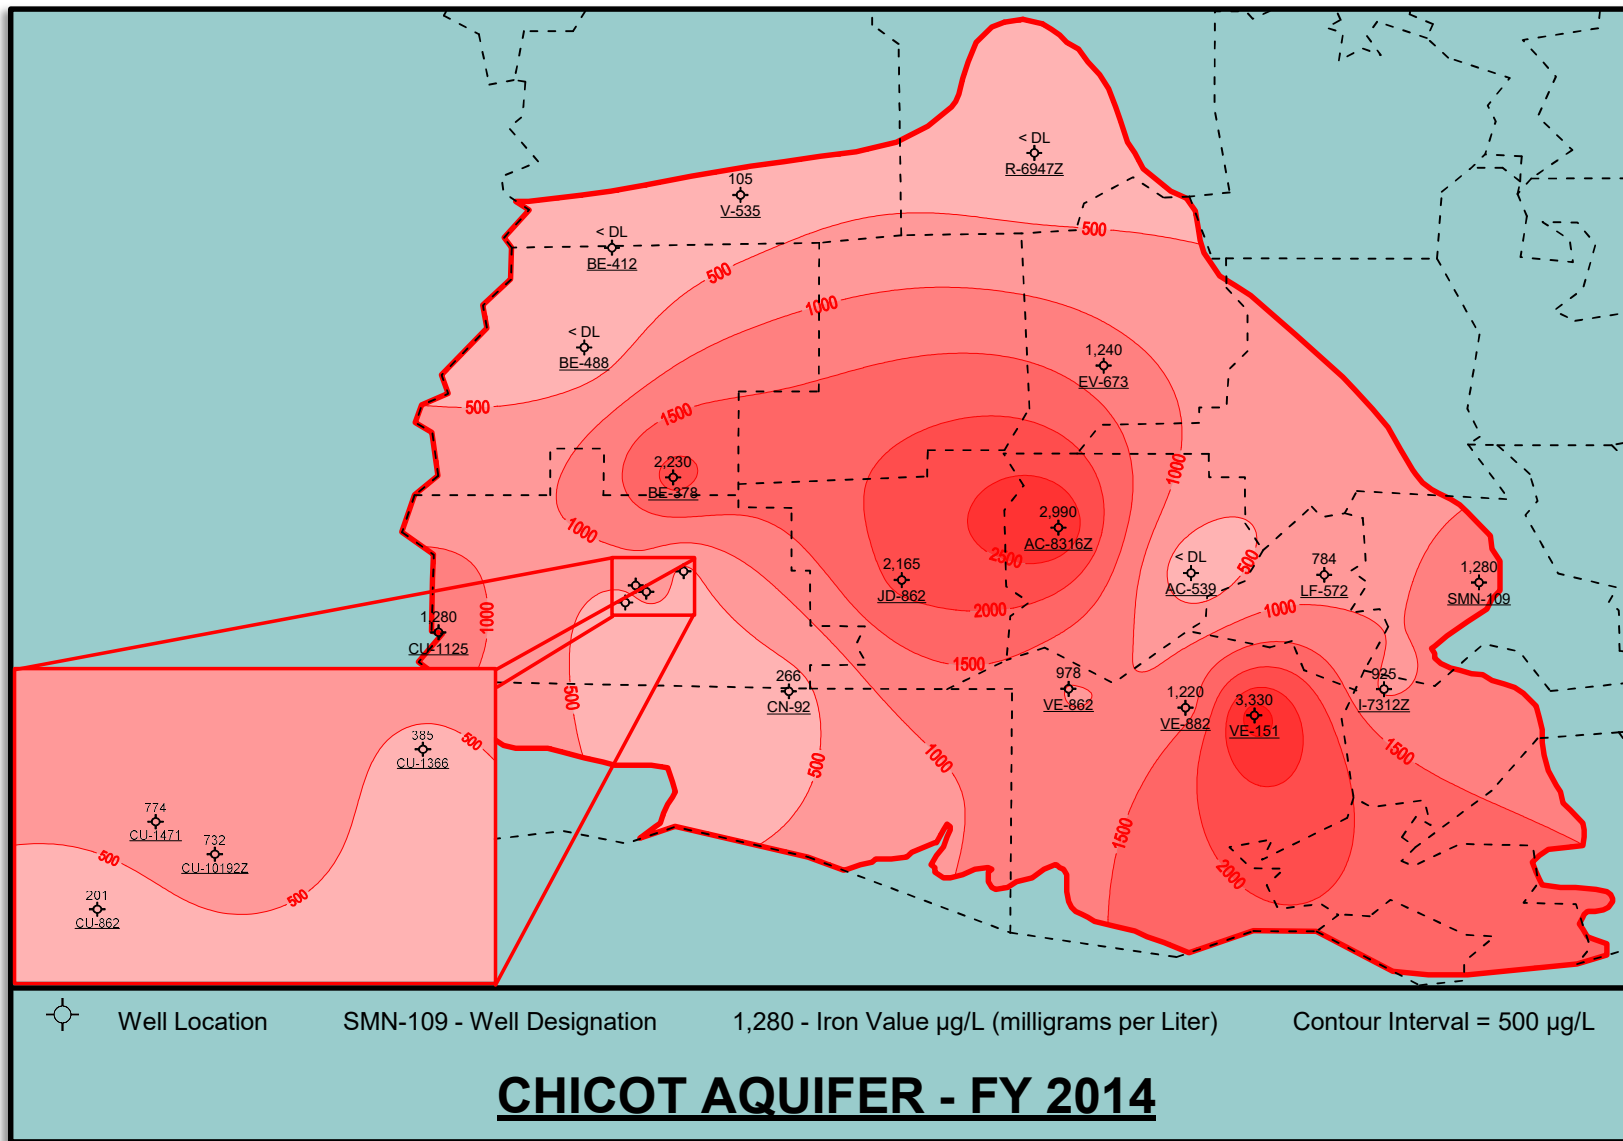 < DL
R-6947Z
105
V-535
500
< DL
BE-412
500
1000
< DL
BE-488
1,240
EV-673
500
1500
2,230
BE-378
1000
1000
2,990
AC-8316Z
2500
500
< DL
AC-539
784
LF-572
1,280
SMN-109
2,165
JD-862
2000
1000
1000
1,280
CU-1125
1500
500
266
CN-92
978
VE-862
1,220
VE-882
3,330
VE-151
925
I-7312Z
500
1000
1500
1500
2000
385
CU-1366
500
774
CU-1471
732
CU-10192Z
500
500
201
CU-862
Well Location SMN-109 - Well Designation 1,280 - Iron Value µg/L (milligrams per Liter) Contour Interval = 500 µg/L
CHICOT AQUIFER - FY 2014